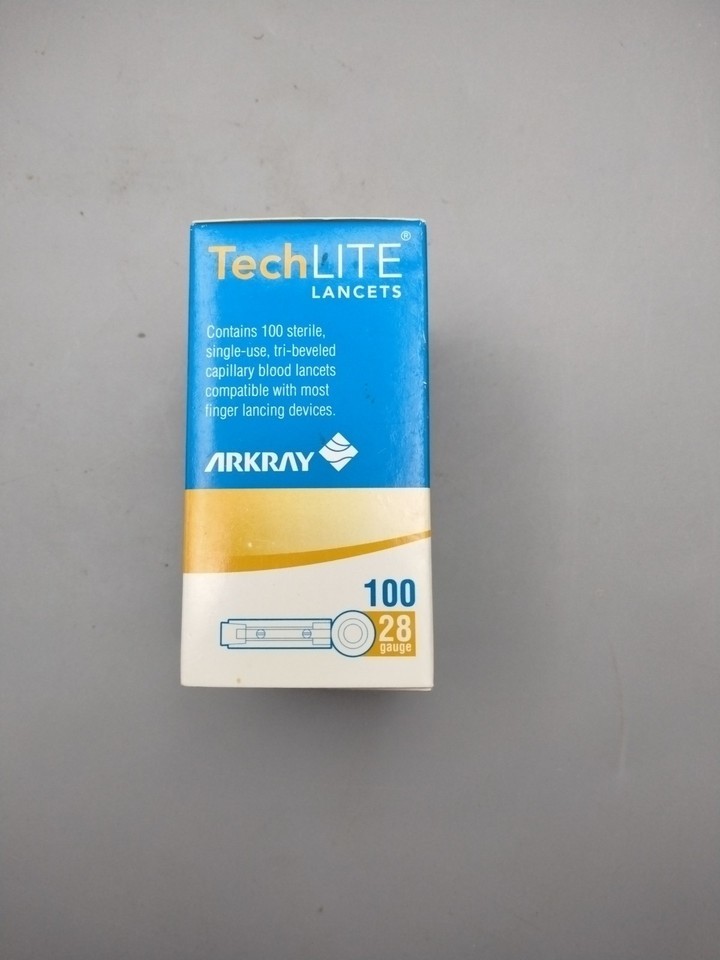 TechLITE®
LANCETS
Contains 100 sterile,
single-use, tri-beveled
capillary blood lancets
compatible with most
finger lancing devices.
ARKRAY
100
28
gauge